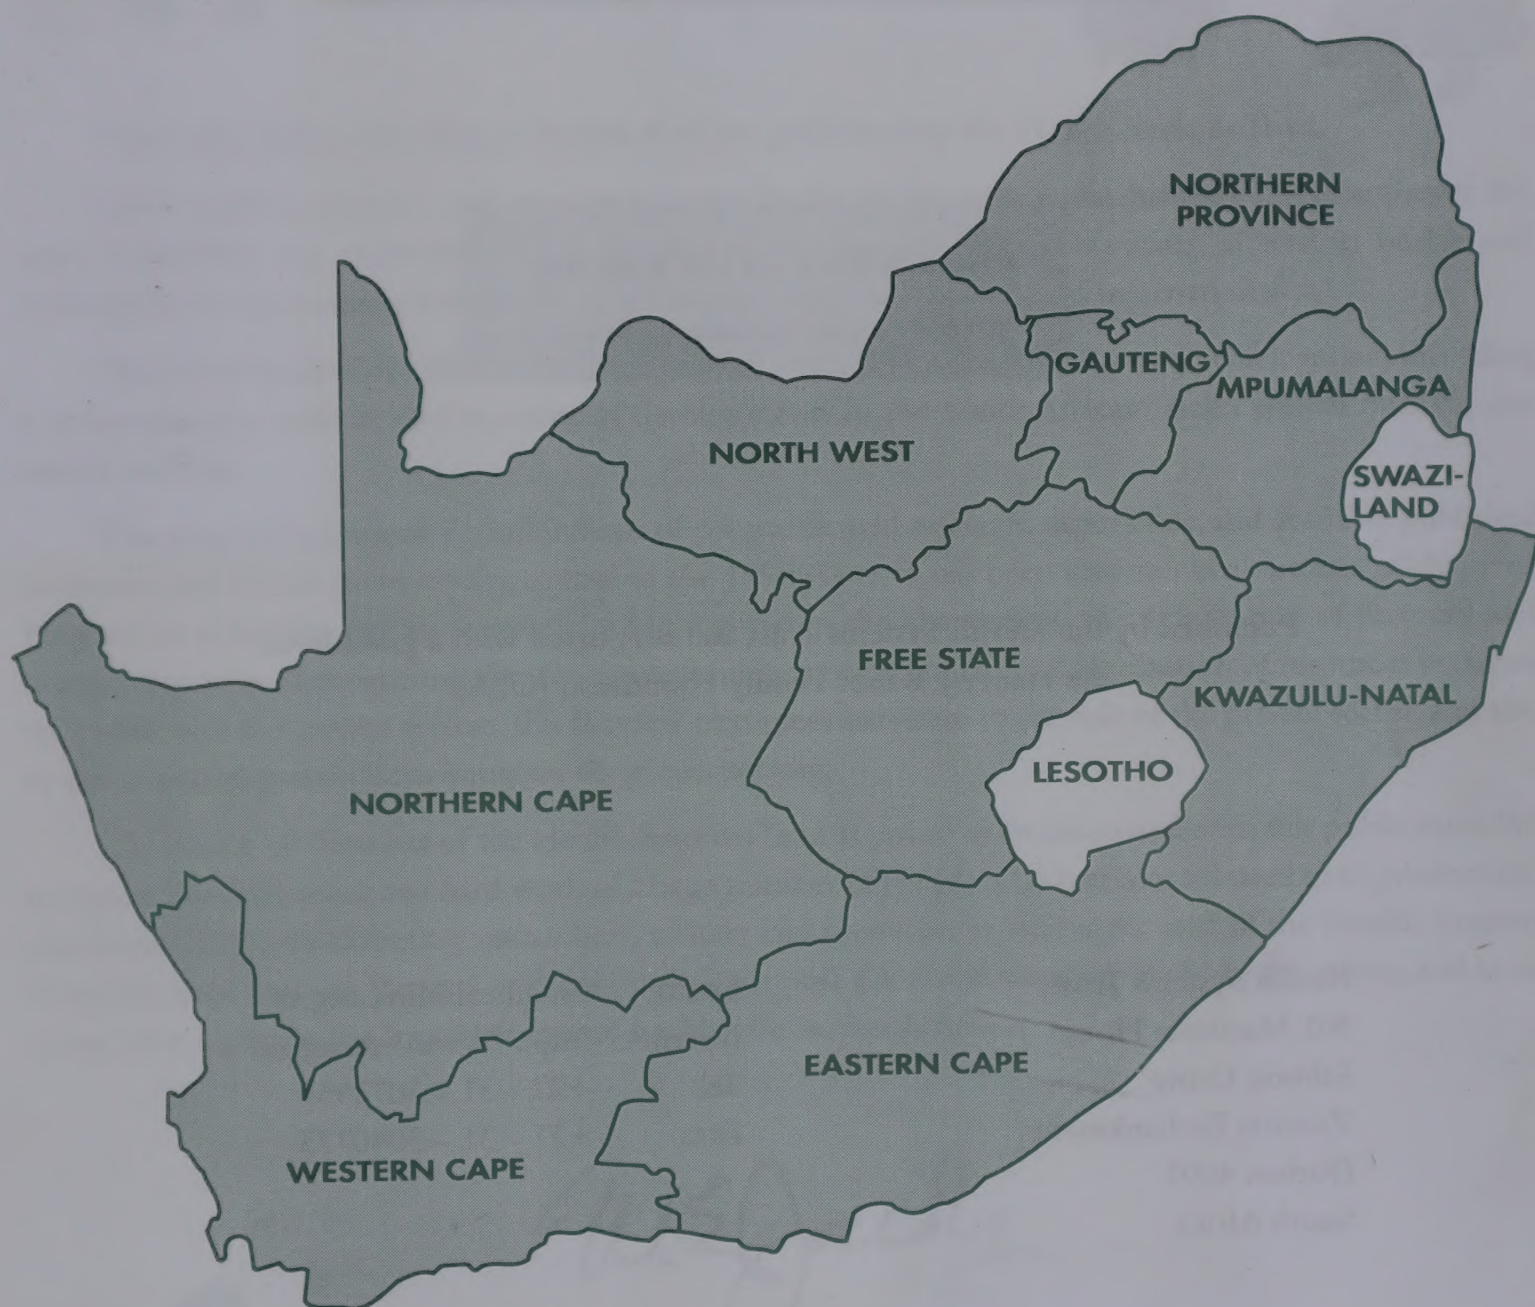 NORTHERN
PROVINCE
GAUTENG
MPUMALANGA
NORTH WEST
SWAZI-
LAND
FREE STATE
KWAZULU-NATAL
LESOTHO
NORTHERN CAPE
EASTERN CAPE
WESTERN CAPE